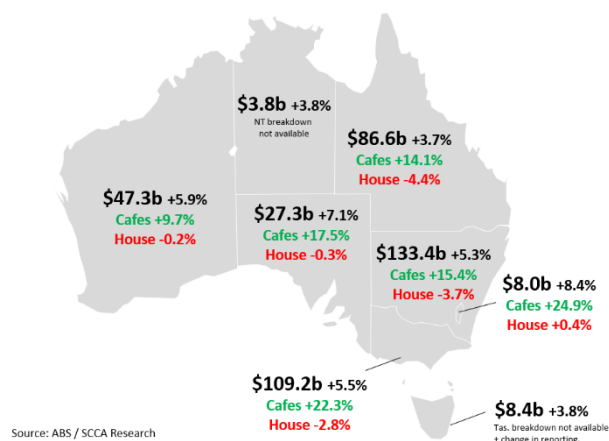 $3.8b +3.8%
NT breakdown
not available
$86.6b +3.7%
Cafes +14.1%
House -4.4%
$47.3b +5.9%
Cafes +9.7%
House -0.2%
$27.3b +7.1%
Cafes +17.5%
House -0.3%
$133.4b +5.3%
Cafes +15.4%
House -3.7%
$8.0b +8.4%
Cafes +24.9%
House +0.4%
$109.2b +5.5%
Cafes +22.3%
House -2.8%
$8.4b +3.8%
Tas. breakdown not available
+ change in reporting
Source: ABS / SCCA Research